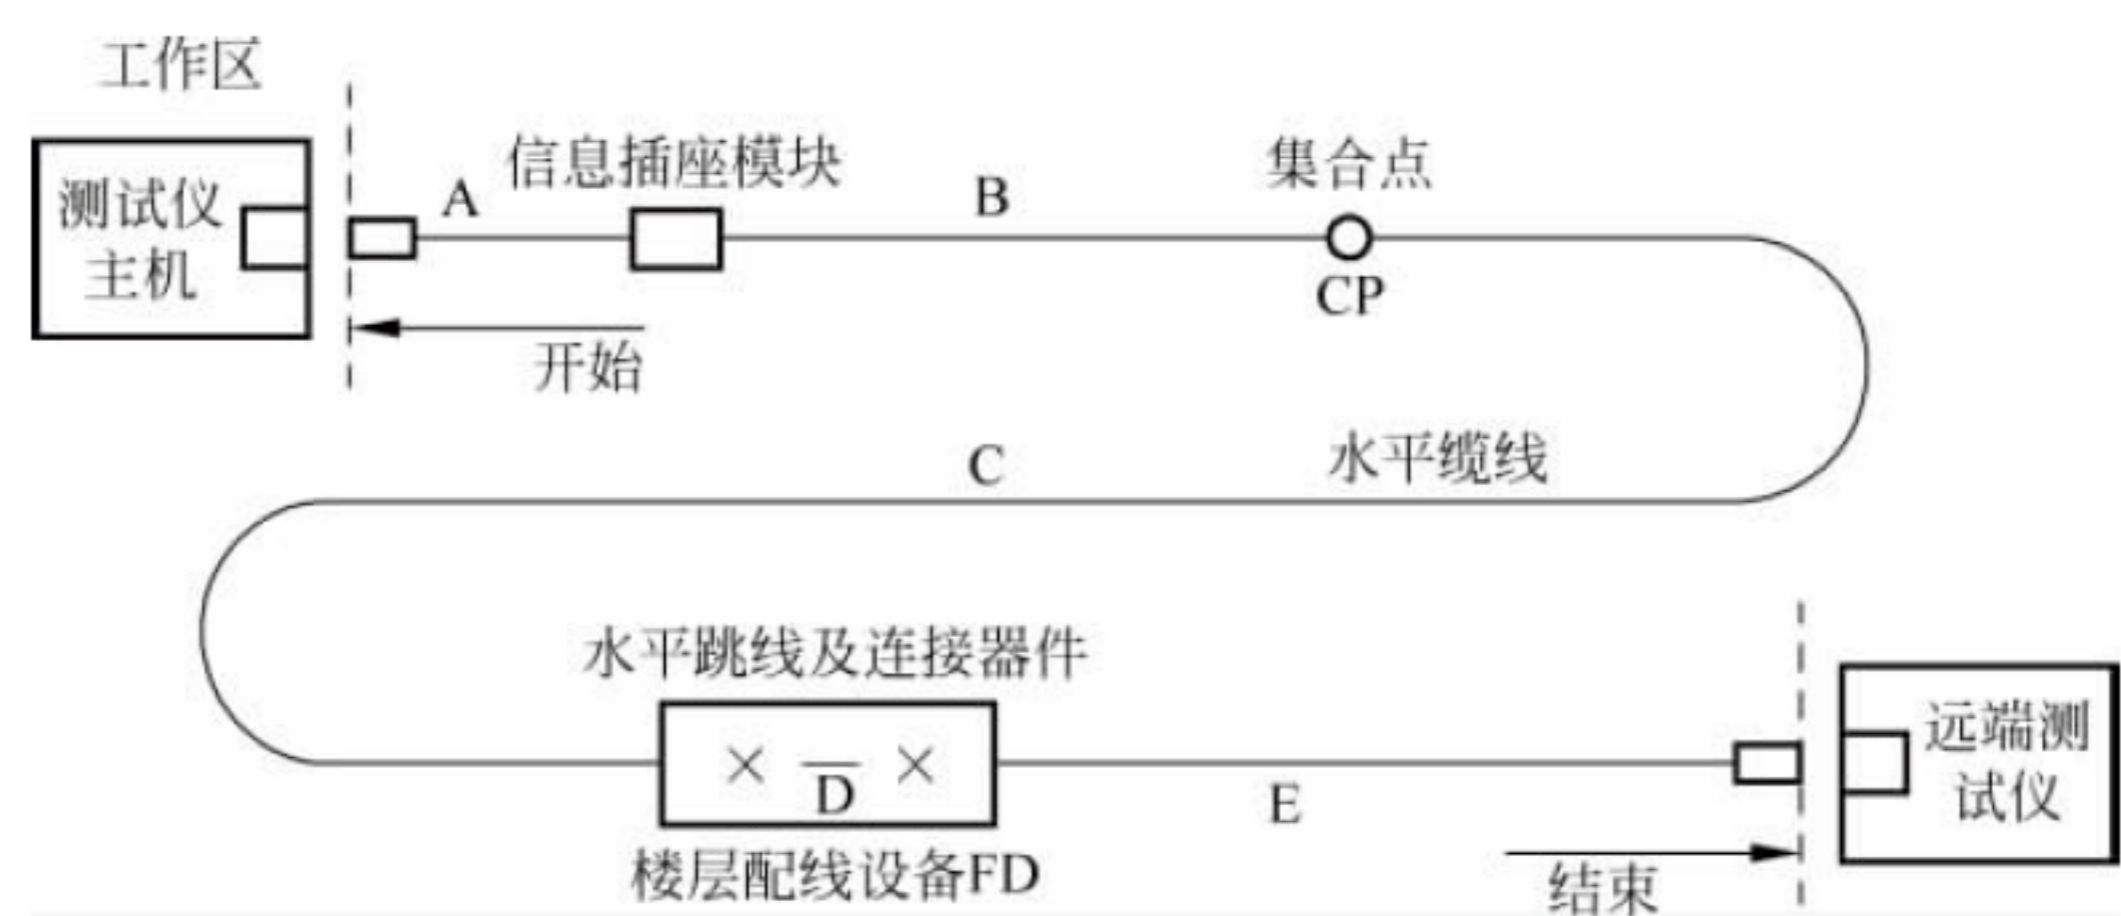 工作区
测试仪
主机
A
信息插座模块
B
集合点
CP
开始
C
水平缆线
水平跳线及连接器件
D
楼层配线设备FD
E
远端测
试仪
结束